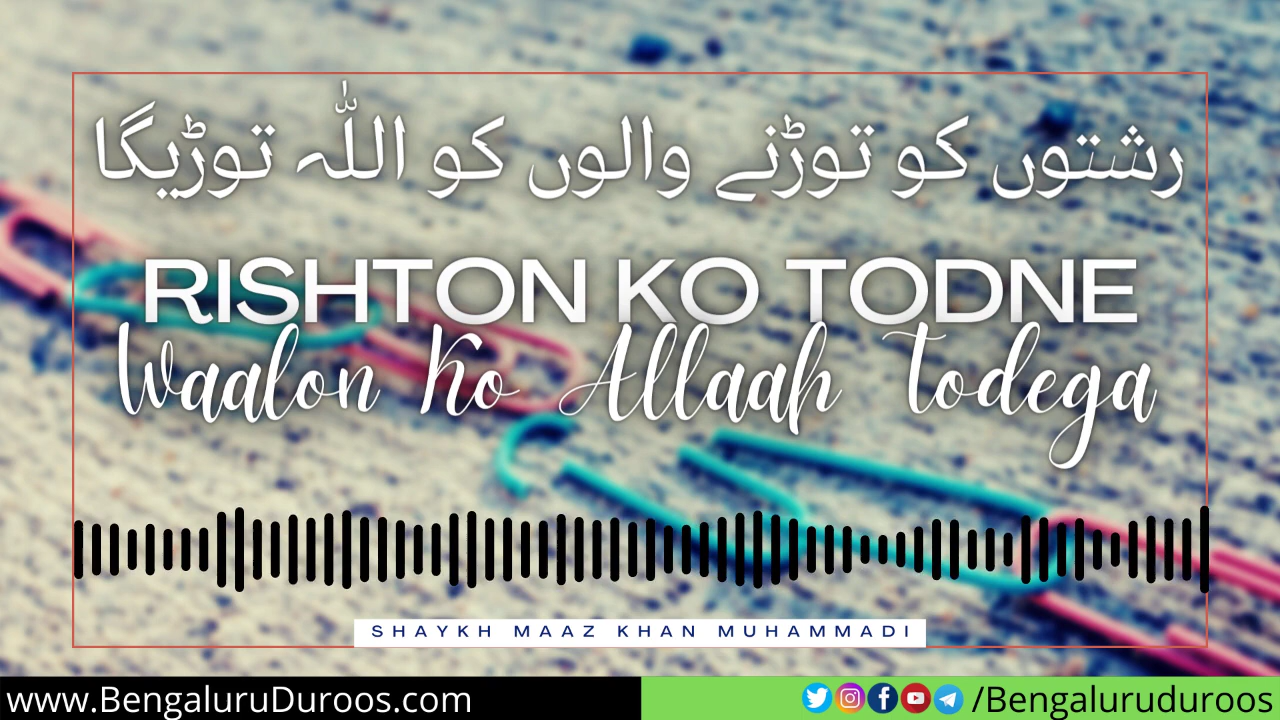 رشتوں کو توڑنے والوں کو اللّٰہ توڑیگا
RISHTON KO TODNE
Waalon Ko Allaah Todega
SHAYKH MAAZ KHAN MUHAMMADI
www.BengaluruDuroos.com
/Bengaluruduroos